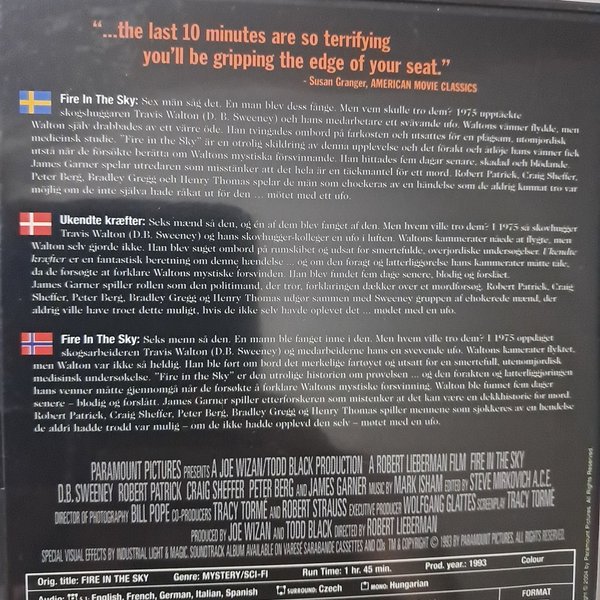 “...the last 10 minutes are so terrifying
you’ll be gripping the edge of your seat.”
- Susan Granger, AMERICAN MOVIE CLASSICS
Fire In The Sky: Sex män såg det. En man blev dess fånge. Men vem skulle tro dem? 1975 upptäckte
skogshuggaren Travis Walton (D. B. Sweeney) och hans medarbetare ett svävande ufo. Waltons vänner flydde, men
Walton själv drabbades av ett värre öde. Han tvingades ombord på farkosten och utsattes för en plågsam, utomjordisk
medicinsk studie. "Fire in the Sky" är en otrolig skildring av denna upplevelse och det förakt och åtlöje hans vänner fick
utstå när de försökte berätta om Waltons mystiska försvinnande. Han hittades fem dagar senare, skadad och blödande.
James Garner spelar utredaren som misstänker att det hela är en täckmantel för ett mord. Robert Patrick, Craig Sheffer,
Peter Berg, Bradley Gregg och Henry Thomas spelar de män som chockeras av en händelse som de aldrig kunnat tro var
möjlig om de inte själva hade råkat ut för den ... mötet med ett ufo.
Ukendte kræfter: Seks mænd så den, og én af dem blev fanget af den. Men hvem ville tro dem? I 1975 så skovhugger
Travis Walton (D.B. Sweeney) og hans skovhugger-kolleger en ufo i luften. Waltons kammerater nåede at flygte, men
Walton selv gjorde ikke. Han blev suget ombord på rumskibet og udsat for smertefulde, overjordiske undersøgelser. Ukendte
kræfter er en fantastisk beretning om denne hændelse ... og om den foragt og latterliggørelse hans kammerater måtte tåle,
da de forsøgte at forklare Waltons mystiske forsvinden. Han blev fundet fem dage senere, blodig og forslået.
James Garner spiller rollen som den politimand, der tror, forklaringen dækker over et mordforsøg. Robert Patrick, Craig
Sheffer, Peter Berg, Bradley Gregg og Henry Thomas udgør sammen med Sweeney gruppen af chokerede mænd, der
aldrig ville have troet dette muligt, hvis de ikke selv havde oplevet det ... mødet med en ufo.
Fire In The Sky: Seks menn så den. En mann ble fanget inne i den. Men hvem ville tro dem? I 1975 oppdaget
skogsarbeideren Travis Walton (D.B. Sweeney) og medarbeiderne hans en svevende ufo. Waltons kamerater flyktet,
men Walton var ikke så heldig. Han ble ført om bord det merkelige fartøyet og utsatt for en smertefull, utenomjordisk
medisinsk undersøkelse. "Fire in the Sky" er den utrolige historien om prøvelsen ... og den forakten og latterliggjøringen
hans venner måtte gjennomgå når de forsøkte å forklare Waltons mystiske forsvinning. Walton ble funnet fem dager
senere – blodig og forslått. James Garner spiller etterforskeren som mistenker at det kan være en dekkhistorie for mord.
Robert Patrick, Craig Sheffer, Peter Berg, Bradley Gregg og Henry Thomas spiller mennene som sjokkeres av en hendelse
de aldri hadde trodd var mulig – om de ikke hadde opplevd den selv – motet med en ufo.
PARAMOUNT PICTURES PRESENTS A JOE WIZAN/TODD BLACK PRODUCTION A ROBERT LIEBERMAN FILM FIRE IN THE SKY
D.B. SWEENEY ROBERT PATRICK CRAIG SHEFFER PETER BERG AND JAMES GARNER MUSIC BY MARK ISHAM EDITED BY STEVE MIRKOVICH A.C.E.
DIRECTOR OF PHOTOGRAPHY BILL POPE CO-PRODUCERS TRACY TORMÉ AND ROBERT STRAUSS EXECUTIVE PRODUCER WOLFGANG GLATTES SCREENPLAY BY TRACY TORMÉ
PRODUCED BY JOE WIZAN AND TODD BLACK DIRECTED BY ROBERT LIEBERMAN
SPECIAL VISUAL EFFECTS BY INDUSTRIAL LIGHT & MAGIC. SOUNDTRACK ALBUM AVAILABLE ON VARESE SARABANDE CASSETTES AND CDs TM & COPYRIGHT © 1993 BY PARAMOUNT PICTURES. ALL RIGHTS RESERVED.
Orig. title: FIRE IN THE SKY Genre: MYSTERY/SCI-FI Run Time: 1 hr. 45 min. Prod. year.: 1993 Colour
Audio: 5.1: English, French, German, Italian, Spanish SURROUND: Czech MONO: Hungarian
FORMAT
© 2004 by Paramount Pictures. All Rights Reserved.